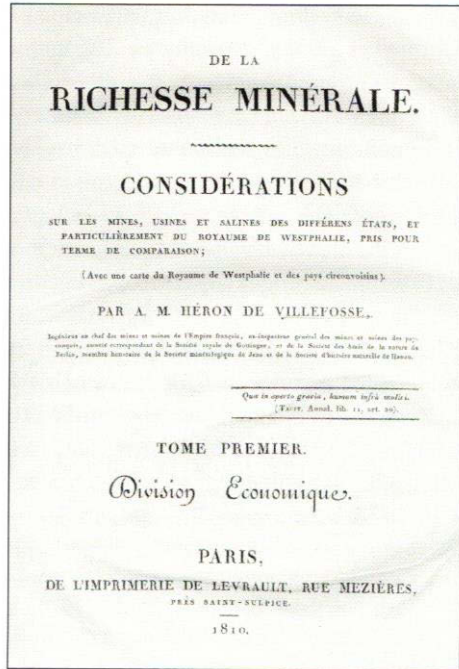 DE LA
RICHESSE MINÉRALE.
CONSIDÉRATIONS
SUR LES MINES, USINES ET SALINES DES DIFFÉRENS ÉTATS, ET
PARTICULIÈREMENT DU ROYAUME DE WESTPHALIE, PRIS POUR
TERME DE COMPARAISON;
(Avec une carte du Royaume de Westphalie et des pays circonvoisins).
PAR A. M. HÉRON DE VILLEFOSSE,
Ingénieur en chef des mines et usines de l'Empire français, ex-inspecteur général des mines et usines des pays
conquis, associé correspondant de la Société royale de Gottingue, et de la Société des Amis de la nature de
Berlin, membre honoraire de la Société minéralogique de Jena et de la Société d'histoire naturelle de Hanau.
Quæ in aperto gravia, humum infrà
(TACIT. Annal. lib. 11, art. 20).
TOME PREMIER.
Division Économique.
PARIS,
DE L'IMPRIMERIE DE LEVRAULT, RUE MEZIÈRES,
PRÈS SAINT-SULPICE.
1810.